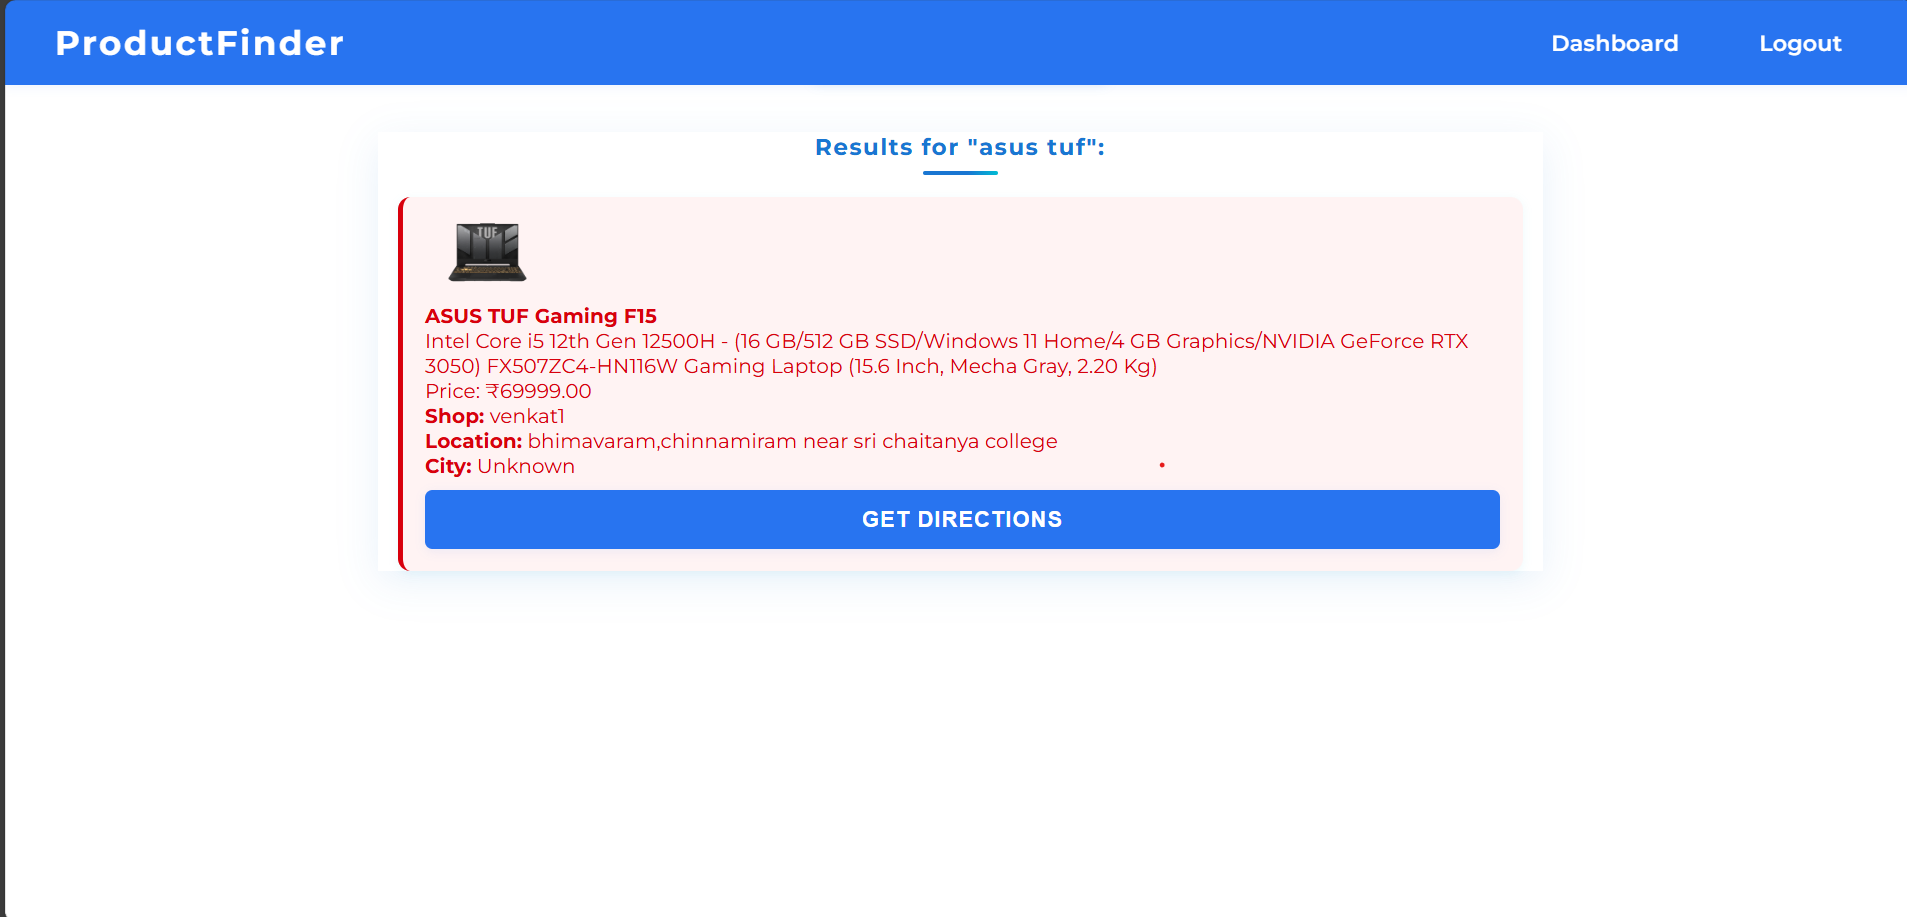 ProductFinder
Dashboard
Logout
Results for "asus tuf":
TUF
ASUS TUF Gaming F15
Intel Core i5 12th Gen 12500H - (16 GB/512 GB SSD/Windows 11 Home/4 GB Graphics/NVIDIA GeForce RTX
3050) FX507ZC4-HN116W Gaming Laptop (15.6 Inch, Mecha Gray, 2.20 Kg)
Price: ₹69999.00
Shop: venkat1
Location: bhimavaram,chinnamiram near sri chaitanya college
City: Unknown
GET DIRECTIONS